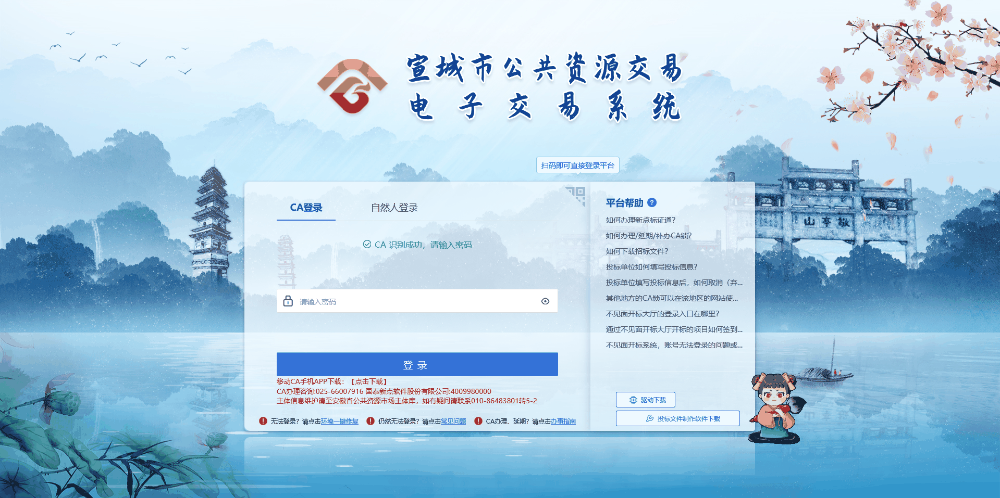 宣城市公共资源交易
电子交易系统
扫码即可直接登录平台
CA登录
自然人登录
CA 识别成功，请输入密码
请输入密码
登 录
移动CA手机APP下载：【点击下载】
CA办理咨询:025-66007916 国泰新点软件股份有限公司:4009980000
主体信息维护请至安徽省公共资源市场主体库，如有疑问请联系010-86483801转5-2
无法登录？请点击环境一键修复
仍然无法登录？请点击常见问题
CA办理、延期？请点击办事指南
平台帮助
如何办理新点标证通？
如何办理/延期/补办CA锁？
如何下载招标文件？
投标单位如何填写投标信息？
投标单位填写投标信息后，如何取消（弃...
其他地方的CA锁可以在该地区的网站使...
不见面开标大厅的登录入口在哪里？
通过不见面开标大厅开标的项目如何签到...
不见面开标系统，账号无法登录的问题或...
驱动下载
投标文件制作软件下载
山亭敬